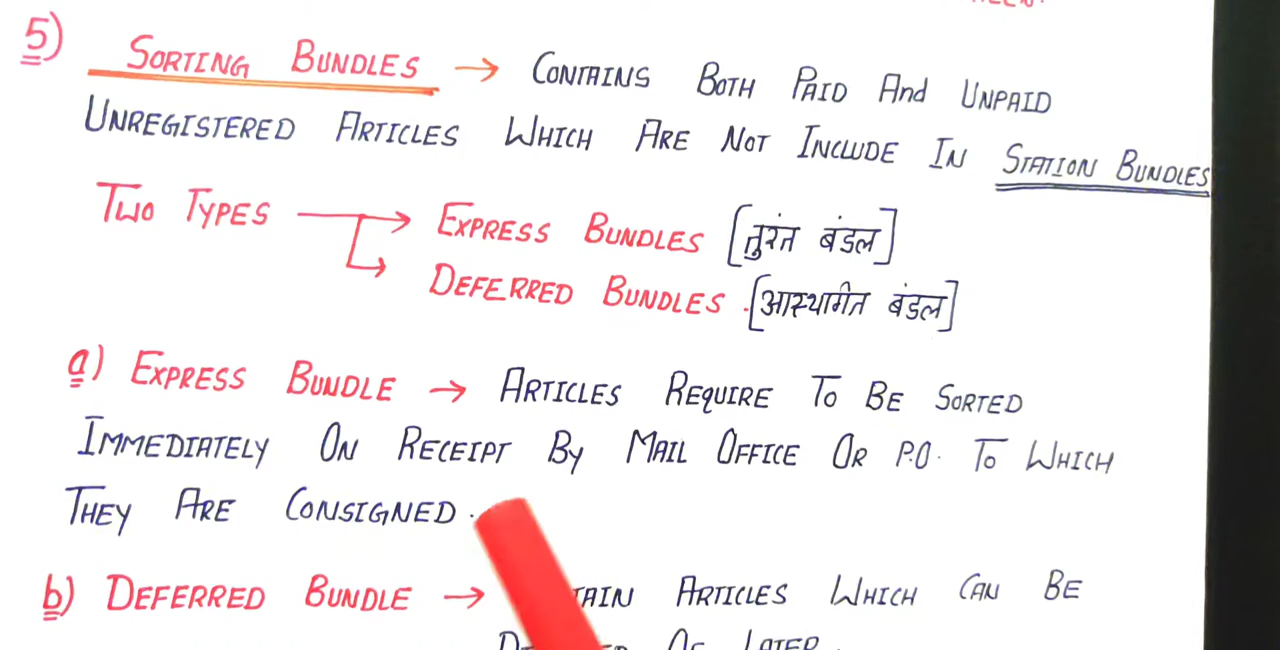 5) SORTING BUNDLES → CONTAINS BOTH PAID And UNPAID
UNREGISTERED ARTICLES WHICH ARE NOT INCLUDE IN STATION BUNDLES
TWO TYPES → EXPRESS BUNDLES [तुरंत बंडल]
DEFERRED BUNDLES. [आस्थगित बंडल]
a) EXPRESS BUNDLE → ARTICLES REQUIRE TO BE SORTED
IMMEDIATELY ON RECEIPT BY MAIL OFFICE OR P.O. TO WHICH
THEY ARE CONSIGNED.
b) DEFERRED BUNDLE → ARTICLES WHICH CAN BE
LATER.